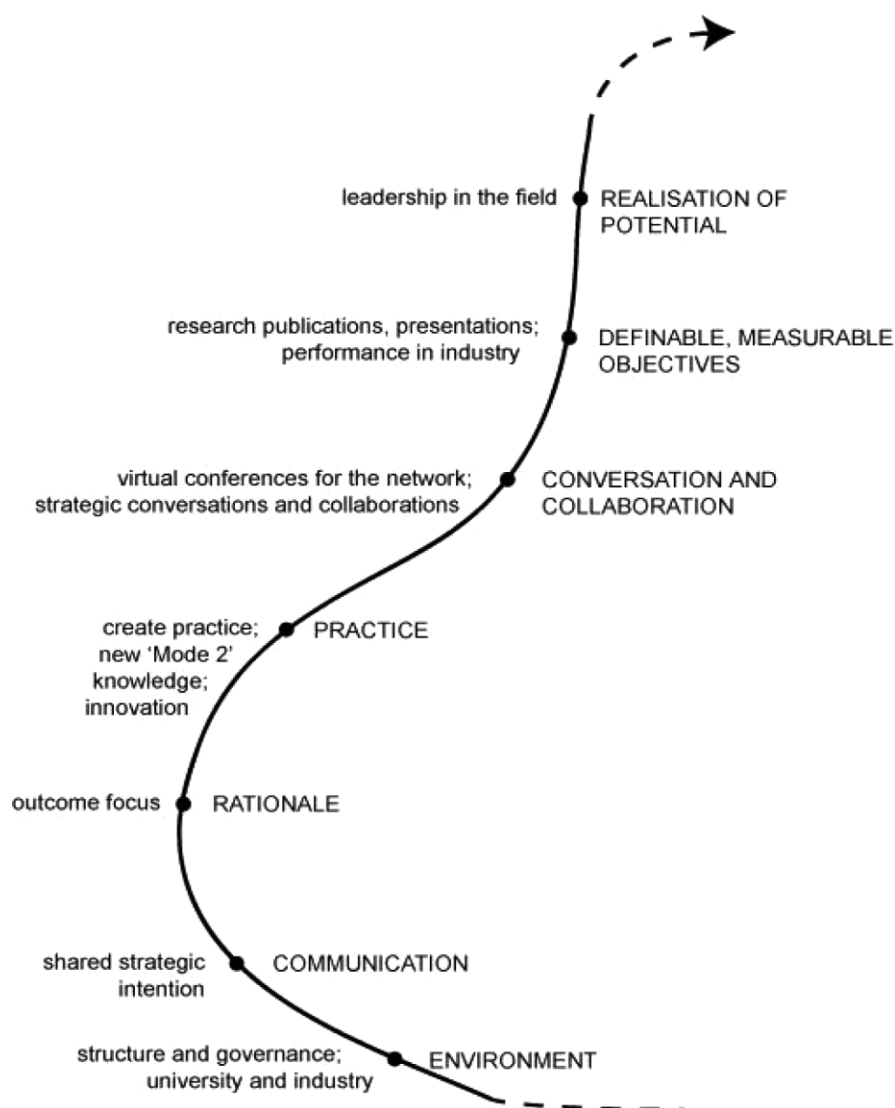 leadership in the field
REALISATION OF
POTENTIAL
research publications, presentations;
performance in industry
DEFINABLE, MEASURABLE
OBJECTIVES
virtual conferences for the network;
strategic conversations and collaborations
CONVERSATION AND
COLLABORATION
create practice;
new ‘Mode 2’
knowledge;
innovation
PRACTICE
outcome focus
RATIONALE
shared strategic
intention
COMMUNICATION
structure and governance;
university and industry
ENVIRONMENT